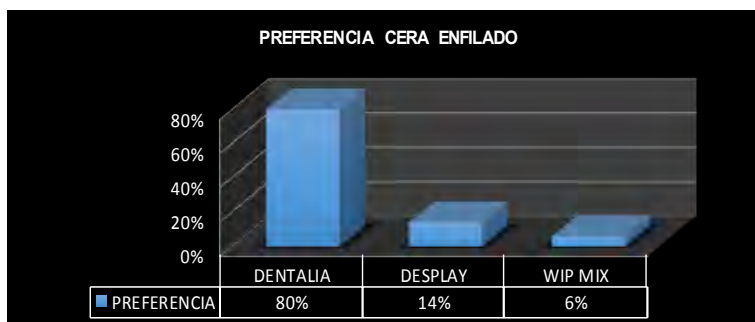 PREFERENCIA CERA ENFILADO
80%
60%
40%
20%
0%
DENTALIA DESPLAY WIP MIX
PREFERENCIA 80% 14% 6%